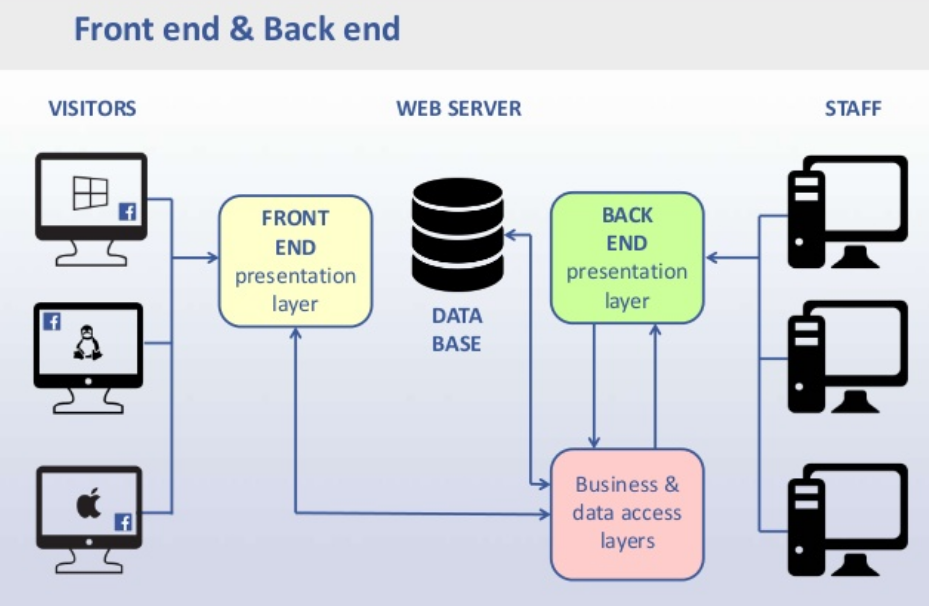 Front end & Back end
VISITORS
WEB SERVER
STAFF
FRONT
END
presentation
layer
DATA
BASE
BACK
END
presentation
layer
Business &
data access
layers
f
f
f